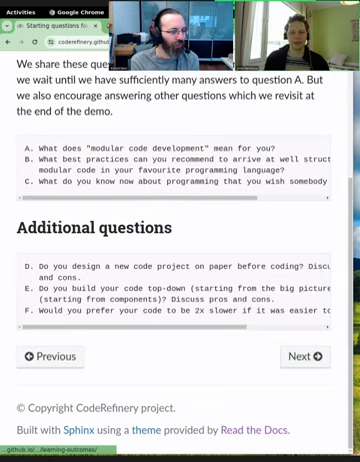 Activities
Google Chrome
Starting questions fo
coderefinery.github
We share these que
we wait until we have sufficiently many answers to question A. But
we also encourage answering other questions which we revisit at
the end of the demo.
A. What does "modular code development" mean for you?
B. What best practices can you recommend to arrive at well struct
modular code in your favourite programming language?
C. What do you know now about programming that you wish somebody
Additional questions
D. Do you design a new code project on paper before coding? Discu
and cons.
E. Do you build your code top-down (starting from the big picture
(starting from components)? Discuss pros and cons.
F. Would you prefer your code to be 2x slower if it was easier to
Previous
Next
© Copyright CodeRefinery project.
Built with Sphinx using a theme provided by Read the Docs.
.github.io/.../learning-outcomes/